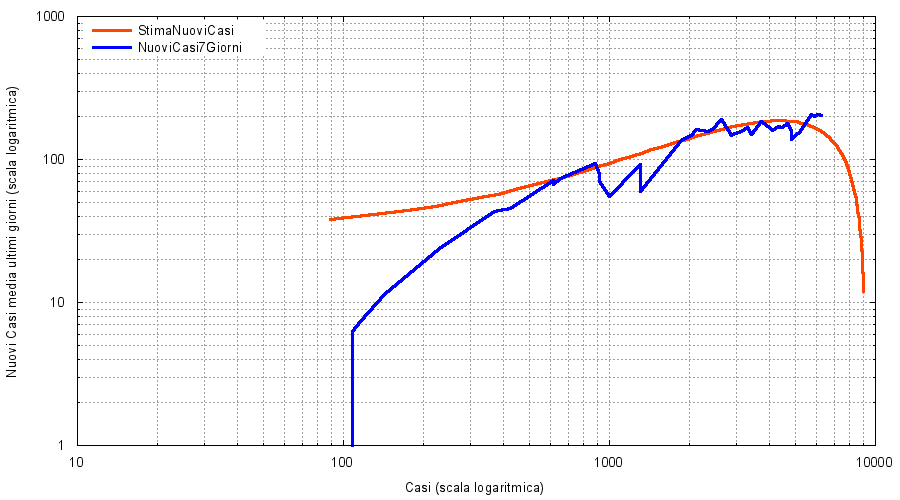 1000
StimaNuoviCasi
NuoviCasi7Giorni
100
10
1
10 100 1000 10000
Nuovi Casi media ultimi giorni (scala logaritmica)
Casi (scala logaritmica)